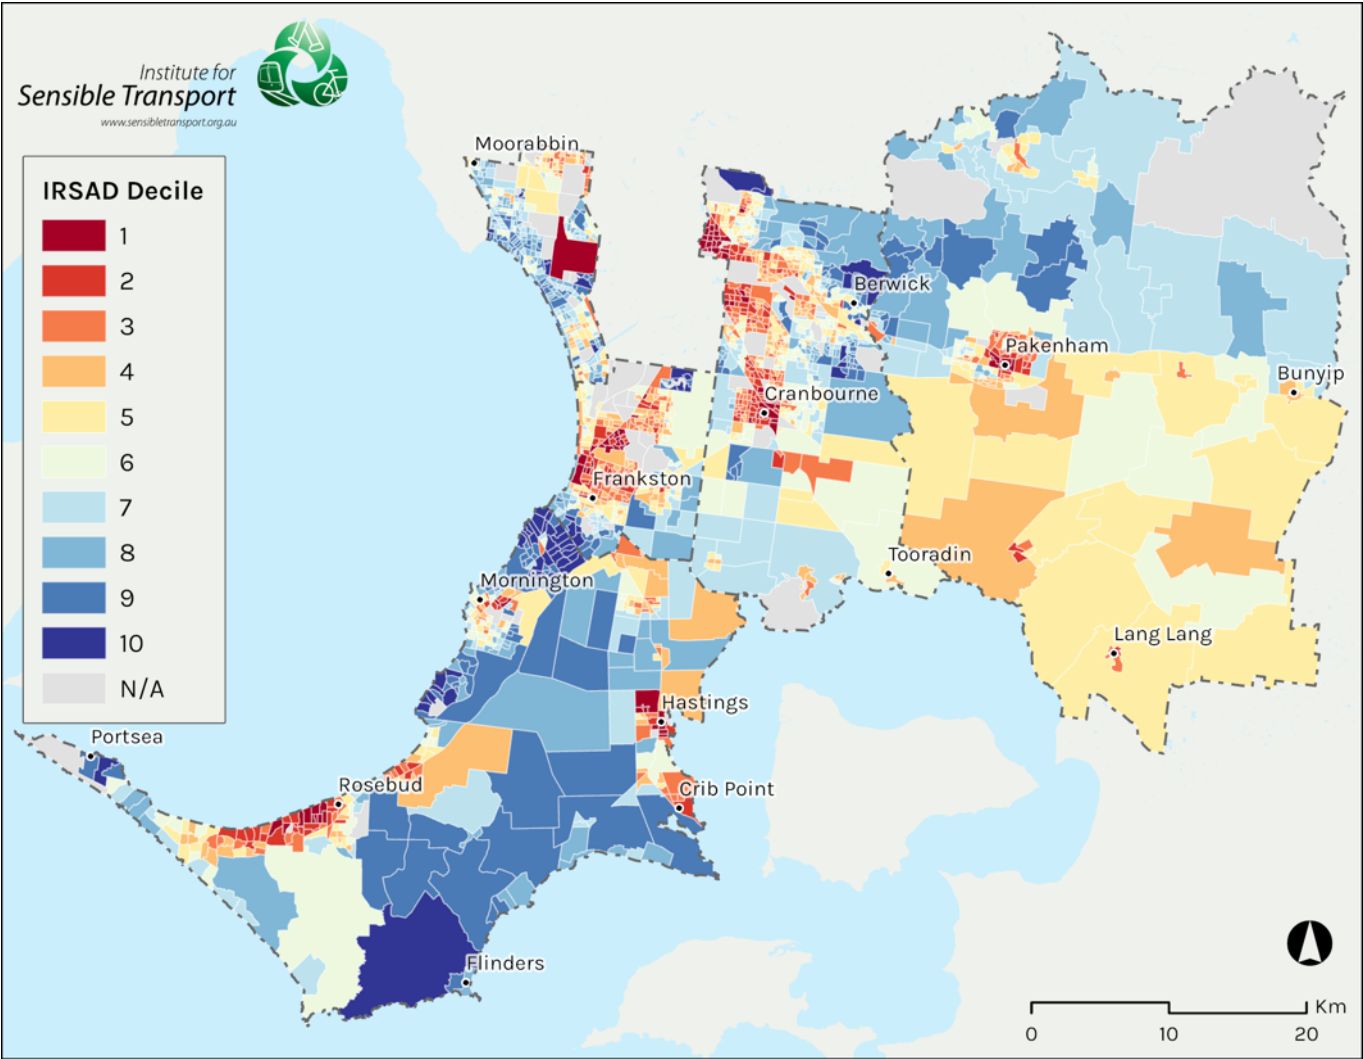 Institute for
Sensible Transport
www.sensibletransport.org.au
IRSAD Decile
1
2
3
4
5
6
7
8
9
10
N/A
Moorabbin
Berwick
Pakenham
Bunyip
Cranbourne
Frankston
Tooradin
Mornington
Lang Lang
Hastings
Portsea
Rosebud
Crib Point
Flinders
Km
0 10 20